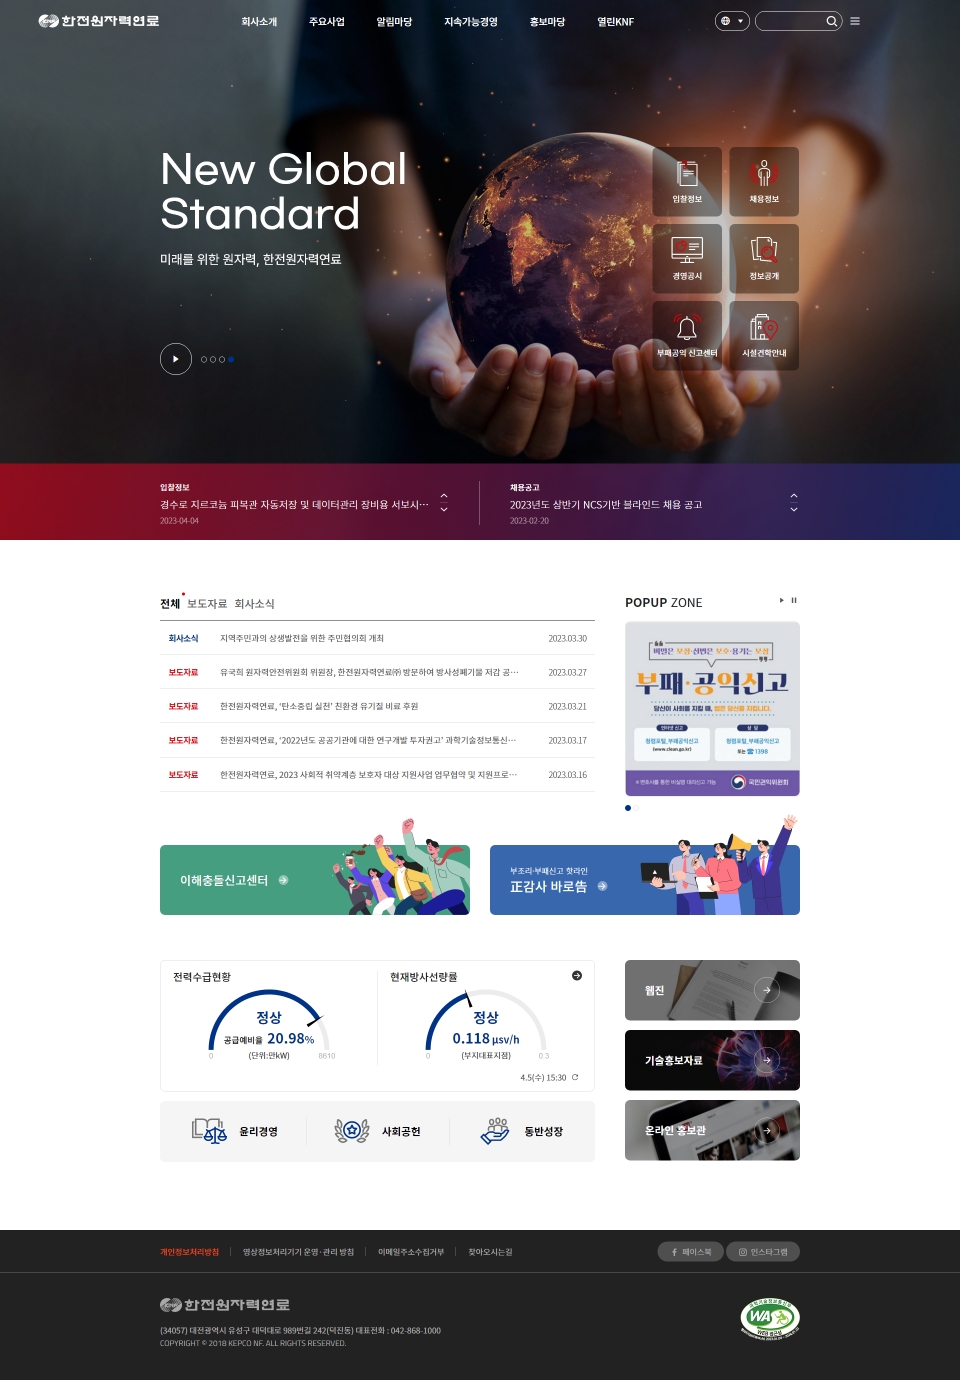 한전원자력연료
회사소개
주요사업
알림마당
지속가능경영
홍보마당
열린KNF
New Global
Standard
미래를 위한 원자력, 한전원자력연료
입찰정보
채용정보
경영공시
정보공개
부패공익 신고센터
시설견학안내
입찰정보
경수로 지르코늄 피복관 자동저장 및 데이터관리 장비용 서보시···
2023-04-04
채용공고
2023년도 상반기 NCS기반 블라인드 채용 공고
2023-02-20
전체 보도자료 회사소식
회사소식 지역주민과의 상생발전을 위한 주민협의회 개최 2023.03.30
보도자료 유국희 원자력안전위원회 위원장, 한전원자력연료㈜ 방문하여 방사성폐기물 저감 공··· 2023.03.27
보도자료 한전원자력연료, '탄소중립 실천' 친환경 유기질 비료 후원 2023.03.21
보도자료 한전원자력연료, '2022년도 공공기관에 대한 연구개발 투자권고' 과학기술정보통신··· 2023.03.17
보도자료 한전원자력연료, 2023 사회적 취약계층 보호자 대상 지원사업 업무협약 및 지원프로··· 2023.03.16
POPUP ZONE
비밀은 보장·신변은 보호·용기는 보상
부패·공익신고
당신이 사회를 지킬 때, 법은 당신을 지킵니다.
인터넷 신고
청렴포털_부패공익신고
(www.clean.go.kr)
상 담
청렴포털_부패공익신고
또는 ☎ 1398
※ 변호사를 통한 비실명 대리신고 가능
국민권익위원회
이해충돌신고센터
부조리·부패신고 핫라인
正감사 바로告
전력수급현황
정상
공급예비율 20.98%
0
(단위:만kW)
8610
현재방사선량률
정상
0.118 μsv/h
0
(부지대표지점)
0.3
4.5(수) 15:30
윤리경영
사회공헌
동반성장
웹진
기술홍보자료
온라인 홍보관
개인정보처리방침
영상정보처리기기 운영·관리 방침
이메일주소수집거부
찾아오시는길
페이스북
인스타그램
한전원자력연료
(34057) 대전광역시 유성구 대덕대로 989번길 242(덕진동) 대표전화 : 042-868-1000
COPYRIGHT © 2018 KEPCO NF. ALL RIGHTS RESERVED.
WA